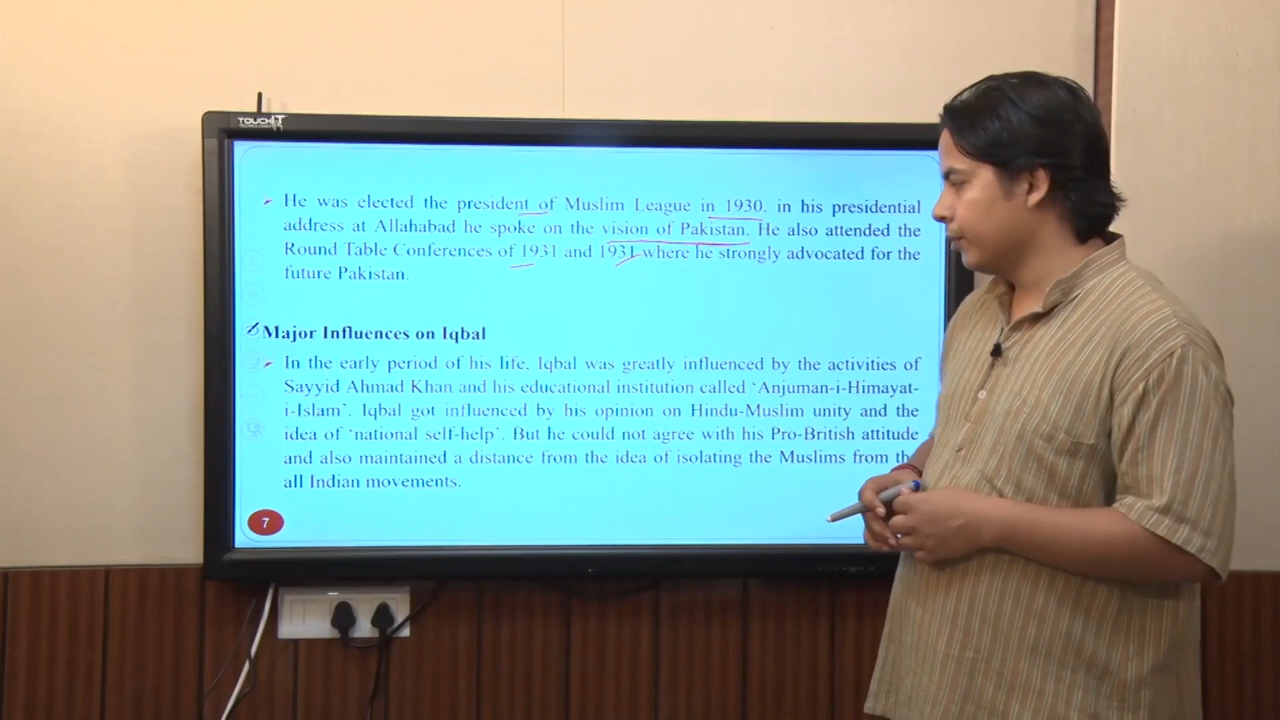 TOUCHIT
TECHNOLOGIES
➢ He was elected the president of Muslim League in 1930. in his presidential
address at Allahabad he spoke on the vision of Pakistan. He also attended the
Round Table Conferences of 1931 and 1931 where he strongly advocated for the
future Pakistan.
Major Influences on Iqbal
➢ In the early period of his life, Iqbal was greatly influenced by the activities of
Sayyid Ahmad Khan and his educational institution called ‘Anjuman-i-Himayat-
i-Islam’. Iqbal got influenced by his opinion on Hindu-Muslim unity and the
idea of ‘national self-help’. But he could not agree with his Pro-British attitude
and also maintained a distance from the idea of isolating the Muslims from th
all Indian movements.
7